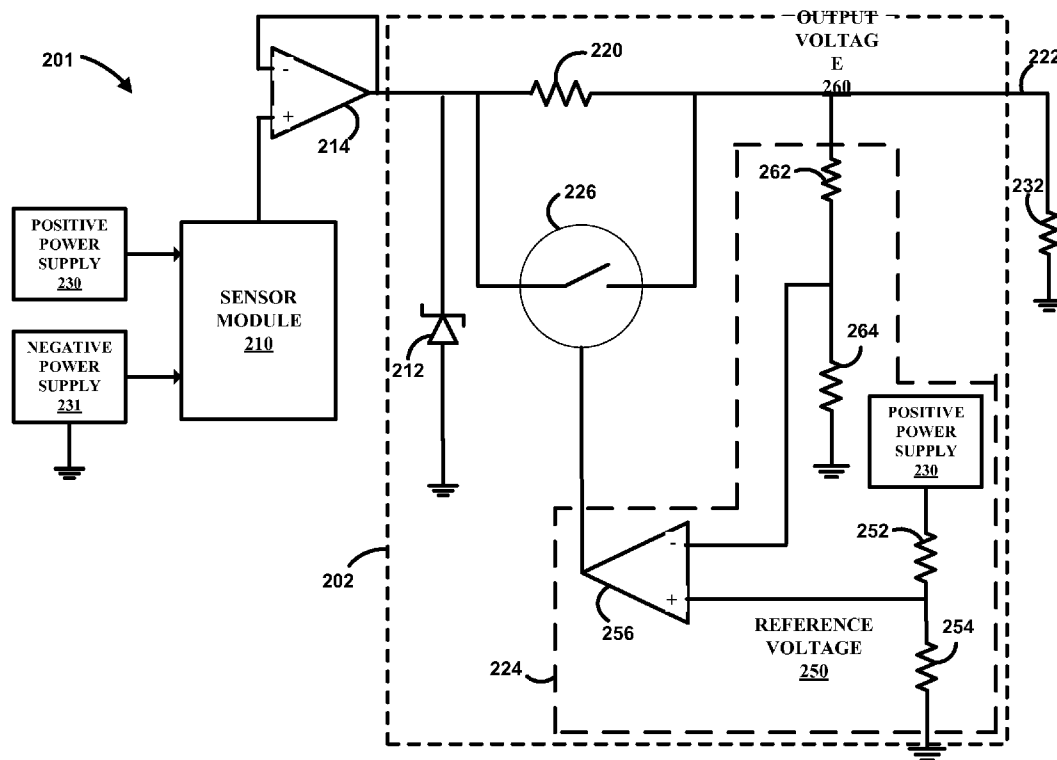 OUTPUT
VOLTAG
E
260
201
220
222
-
+
214
262
232
226
POSITIVE
POWER
SUPPLY
230
SENSOR
MODULE
210
NEGATIVE
POWER
SUPPLY
231
212
264
POSITIVE
POWER
SUPPLY
230
252
-
+
202
256
REFERENCE
VOLTAGE
250
254
224